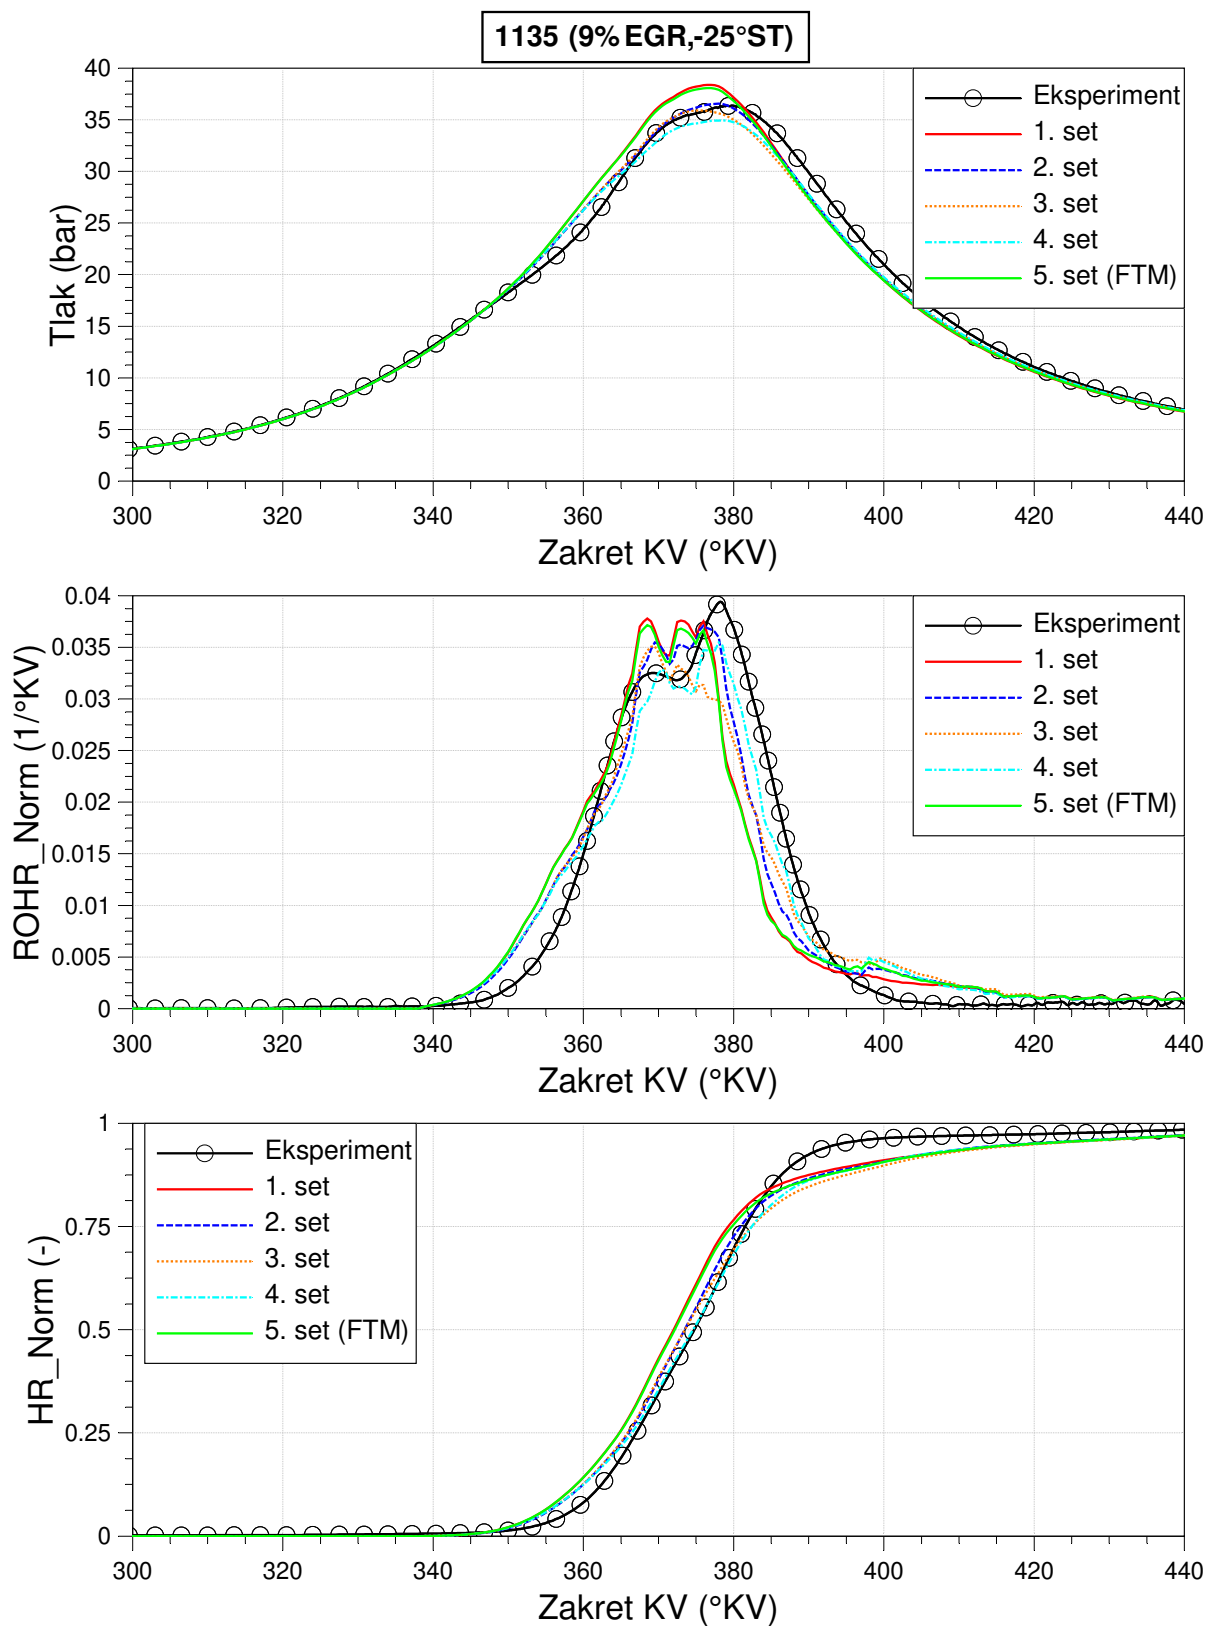 1135 (9%EGR,-25°ST)
40
35
30
25
20
15
10
5
0
Tlak (bar)
Eksperiment
1. set
2. set
3. set
4. set
5. set (FTM)
300 320 340 360 380 400 420 440
Zakret KV (°KV)
0.04
0.035
0.03
0.025
0.02
0.015
0.01
0.005
0
ROHR_Norm (1/°KV)
Eksperiment
1. set
2. set
3. set
4. set
5. set (FTM)
300 320 340 360 380 400 420 440
Zakret KV (°KV)
1
0.75
0.5
0.25
0
HR_Norm (-)
Eksperiment
1. set
2. set
3. set
4. set
5. set (FTM)
300 320 340 360 380 400 420 440
Zakret KV (°KV)